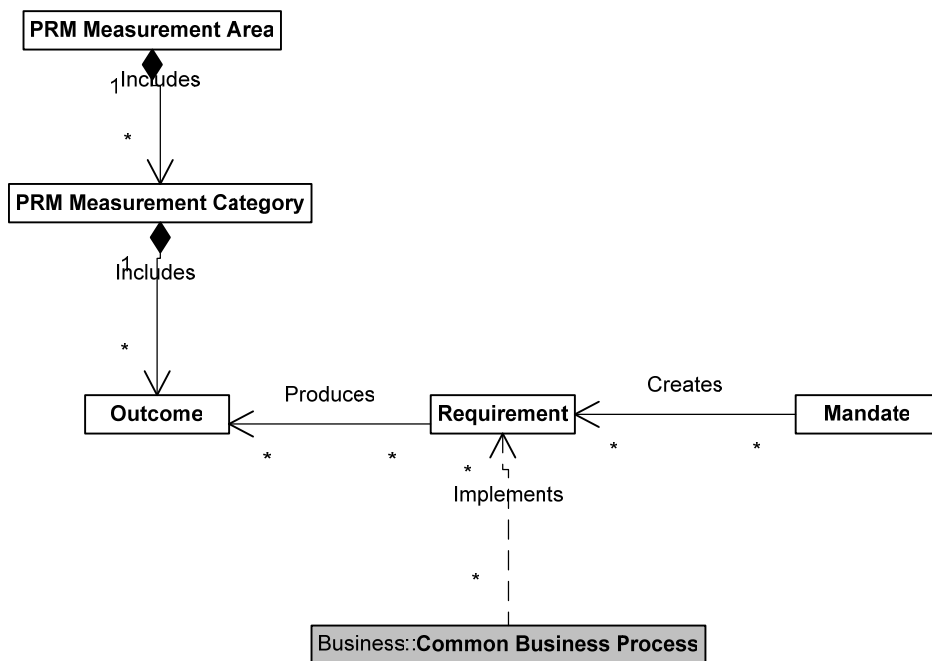 PRM Measurement Area
1 Includes
*
PRM Measurement Category
1
Includes
*
Outcome
Produces
Requirement
Creates
Mandate
* * * * *
Implements
*
Business::Common Business Process